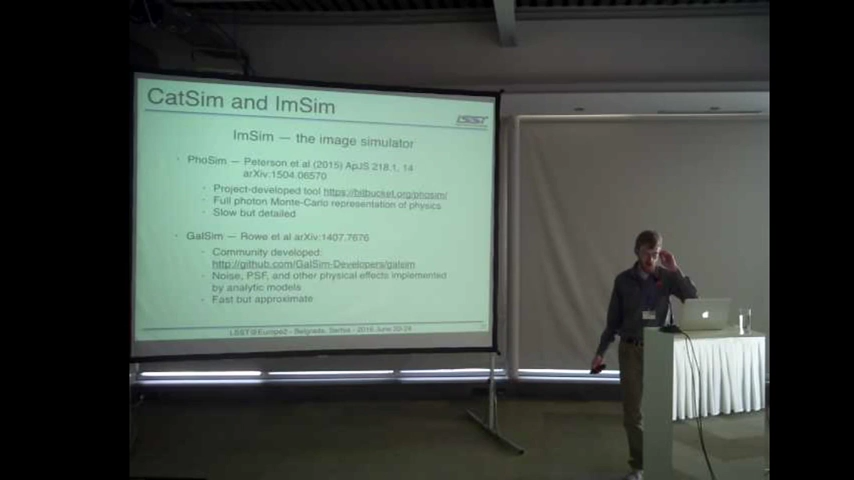 CatSim and ImSim
LSST
ImSim — the image simulator
· PhoSim — Peterson et al (2015) ApJS 218,1, 14
arXiv:1504.06570
· Project-developed tool https://bitbucket.org/phosim/
· Full photon Monte-Carlo representation of physics
· Slow but detailed
· GalSim — Rowe et al arXiv:1407.7676
· Community developed:
http://github.com/GalSim-Developers/galsim
· Noise, PSF, and other physical effects implemented
by analytic models
· Fast but approximate
LSST@Europe2 - Belgrade, Serbia - 2016 June 20-24